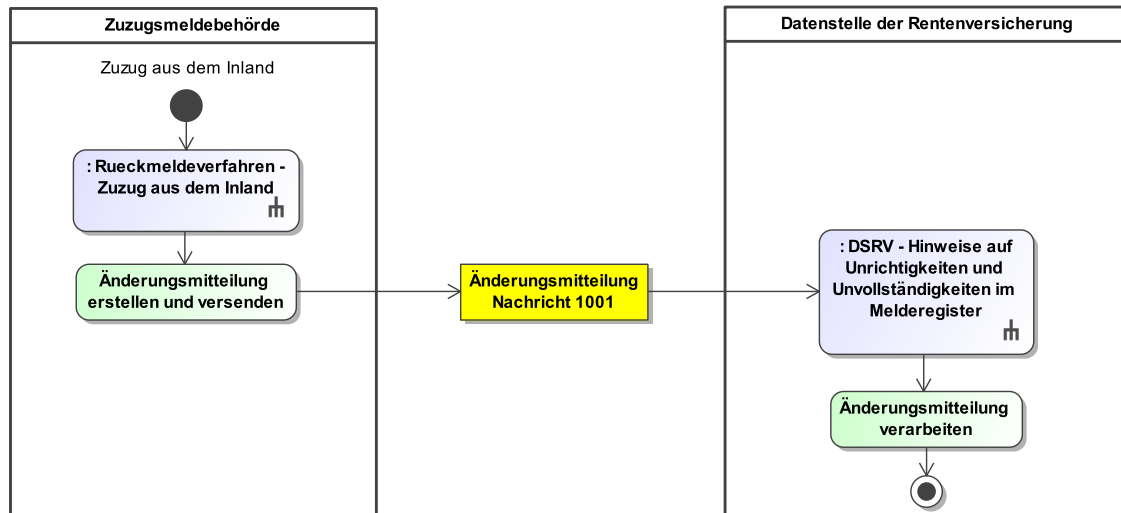 Zuzugsmeldebehörde
Zuzug aus dem Inland
: Rueckmeldeverfahren -
Zuzug aus dem Inland
Änderungsmitteilung
erstellen und versenden
Änderungsmitteilung
Nachricht 1001
Datenstelle der Rentenversicherung
: DSRV - Hinweise auf
Unrichtigkeiten und
Unvollständigkeiten im
Melderegister
Änderungsmitteilung
verarbeiten